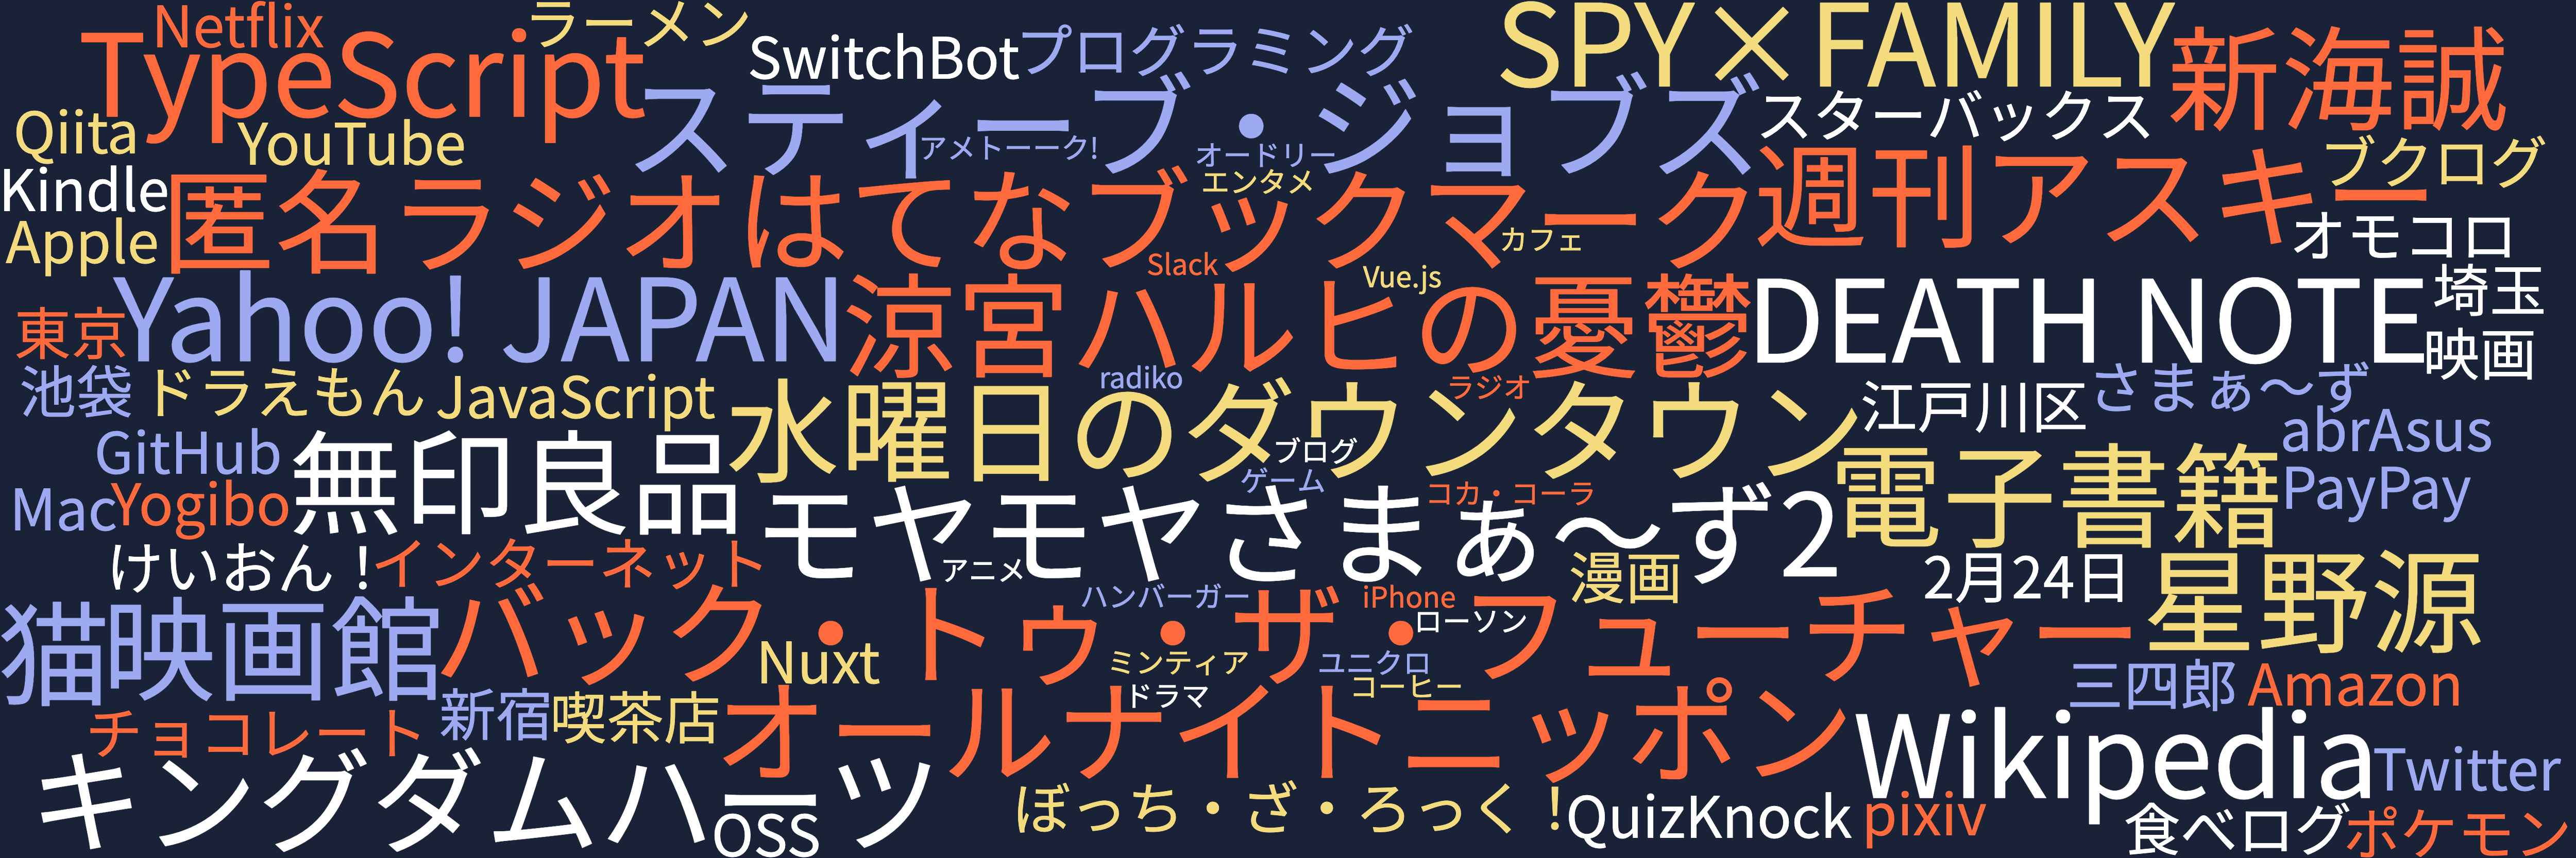 Netflix
ラーメン
TypeScript
SwitchBot
プログラミング
SPY×FAMILY
新海誠
Qiita
YouTube
スティーブ・ジョブズ
スターバックス
アメトーーク!
オードリー
ブクログ
Kindle
匿名ラジオ
はてなブックマーク
エンタメ
週刊アスキー
Apple
カフェ
オモコロ
Slack
Vue.js
東京
Yahoo! JAPAN
涼宮ハルヒの憂鬱
DEATH NOTE
埼玉
映画
池袋
ドラえもん
JavaScript
radiko
ラジオ
水曜日のダウンタウン
江戸川区
さまぁ〜ず
abrAsus
GitHub
無印良品
ブログ
ゲーム
電子書籍
PayPay
Mac
Yogibo
モヤモヤさまぁ〜ず2
コカ・コーラ
けいおん！
インターネット
アニメ
漫画
2月24日
星野源
猫
映画館
バック・トゥ・ザ・フューチャー
ハンバーガー
iPhone
ローソン
Nuxt
ミンティア
ユニクロ
三四郎
Amazon
チョコレート
新宿
喫茶店
ドラマ
コーヒー
オールナイトニッポン
Wikipedia
Twitter
キングダムハーツ
OSS
ぼっち・ざ・ろっく！
QuizKnock
pixiv
食べログ
ポケモン